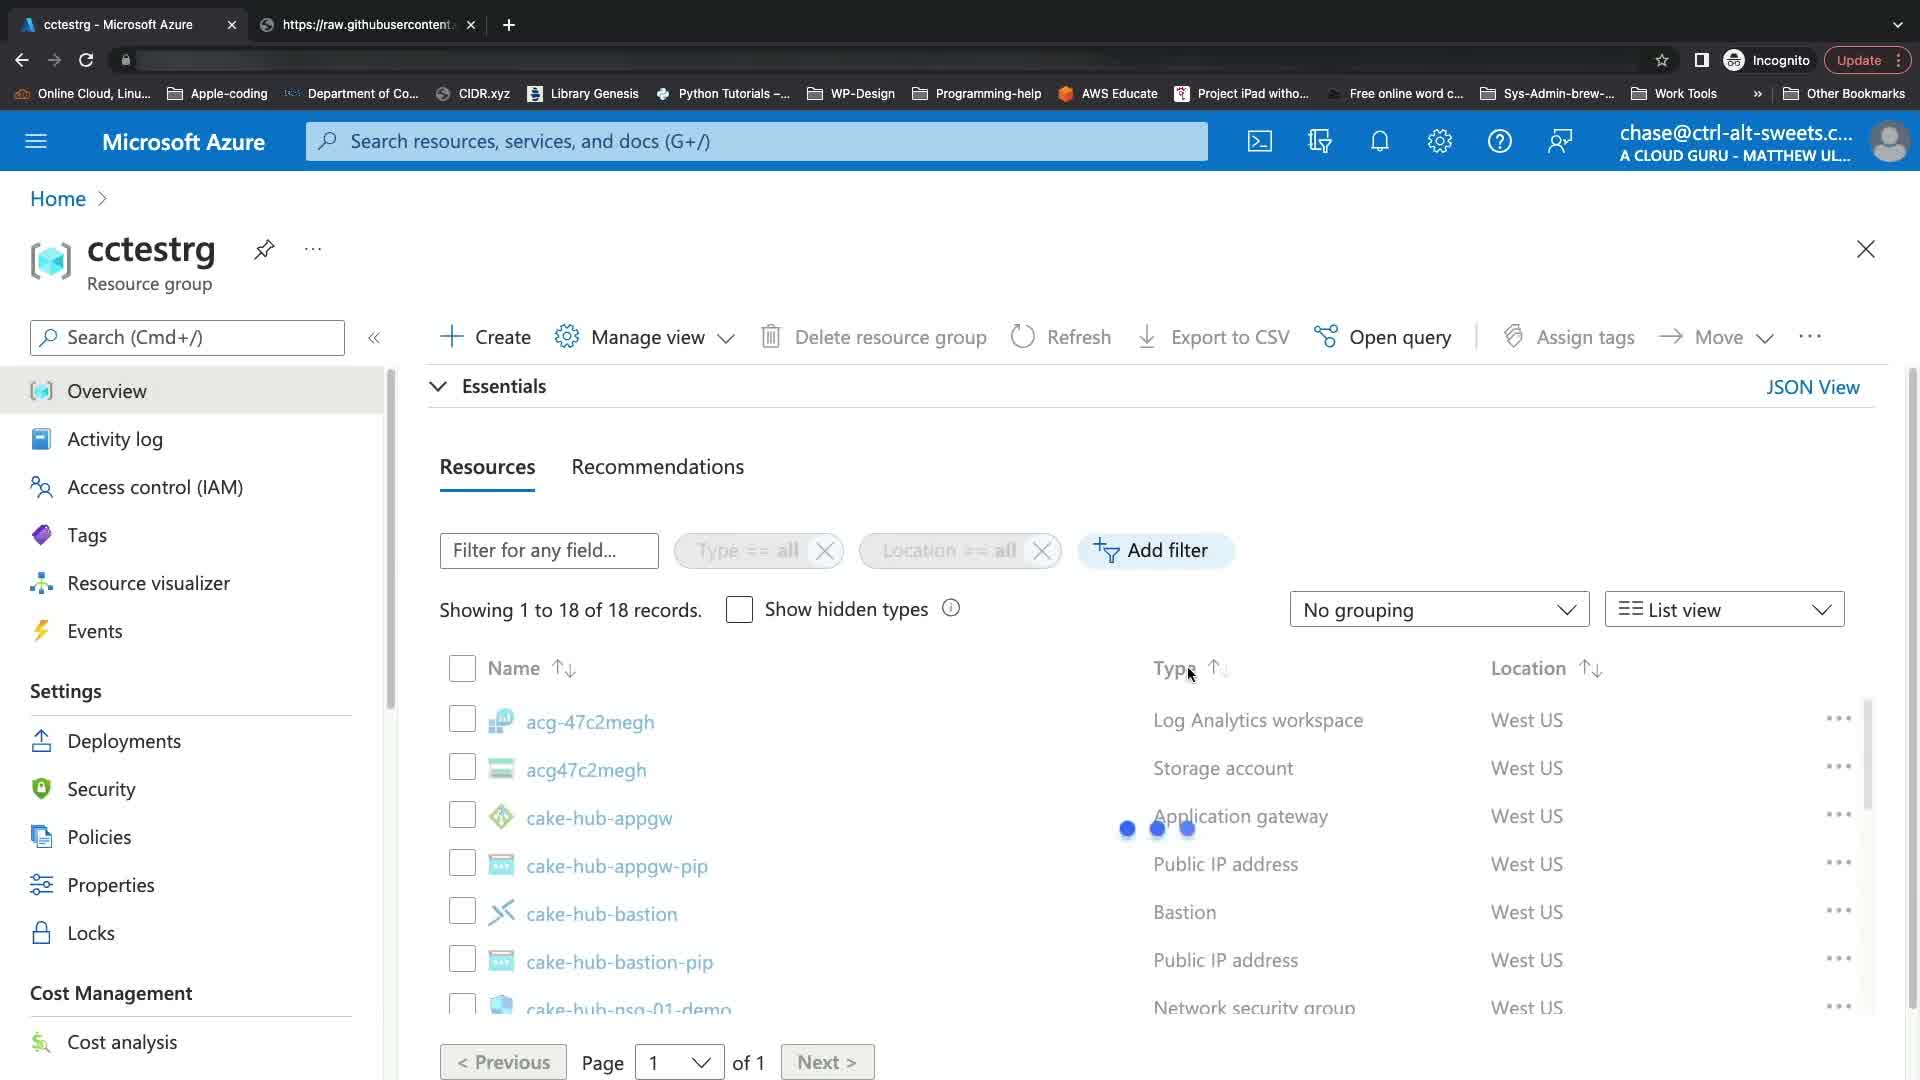 cctestrg - Microsoft Azure
https://raw.githubusercontent.
Incognito
Update
Online Cloud, Linu...
Apple-coding
Department of Co...
CIDR.xyz
Library Genesis
Python Tutorials –...
WP-Design
Programming-help
AWS Educate
Project iPad witho...
Free online word c...
Sys-Admin-brew-...
Work Tools
»
Other Bookmarks
Microsoft Azure
Search resources, services, and docs (G+/)
chase@ctrl-alt-sweets.c...
A CLOUD GURU - MATTHEW UL...
Home >
cctestrg
Resource group
Search (Cmd+/)
«
Create
Manage view
Delete resource group
Refresh
Export to CSV
Open query
Assign tags
Move
Overview
Activity log
Access control (IAM)
Tags
Resource visualizer
Events
Settings
Deployments
Security
Policies
Properties
Locks
Cost Management
Cost analysis
Essentials
JSON View
Resources
Recommendations
Filter for any field...
Type == all
Location == all
Add filter
Showing 1 to 18 of 18 records.
Show hidden types
No grouping
List view
Name
Type
Location
acg-47c2megh
Log Analytics workspace
West US
acg47c2megh
Storage account
West US
cake-hub-appgw
Application gateway
West US
cake-hub-appgw-pip
Public IP address
West US
cake-hub-bastion
Bastion
West US
cake-hub-bastion-pip
Public IP address
West US
cake-hub-nsg-01-demo
Network security group
West US
< Previous
Page
1
of 1
Next >